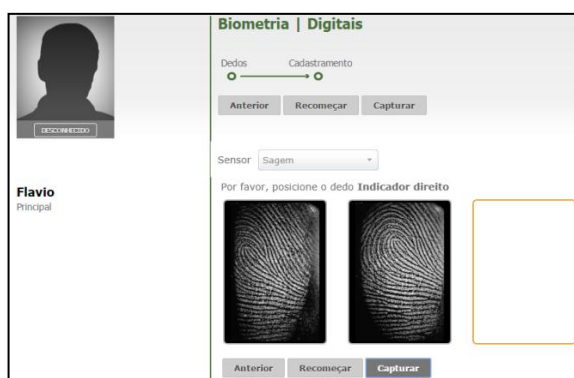 Biometria | Digitais
Dedos Cadastramento
Anterior Recomeçar Capturar
DESCONHECIDO
Sensor Sagem
Flavio
Principal
Por favor, posicione o dedo Indicador direito
Anterior Recomeçar Capturar